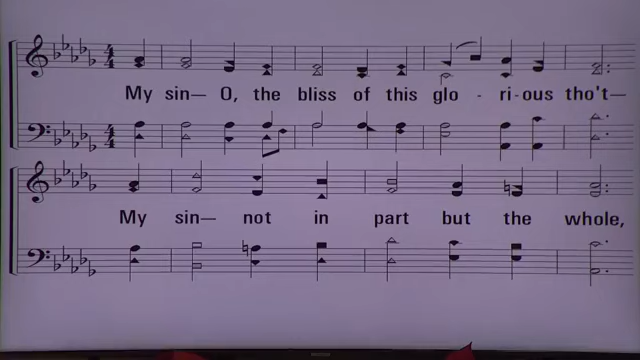 My sin— O, the bliss of this glo - ri-ous tho't—
My sin— not in part but the whole,